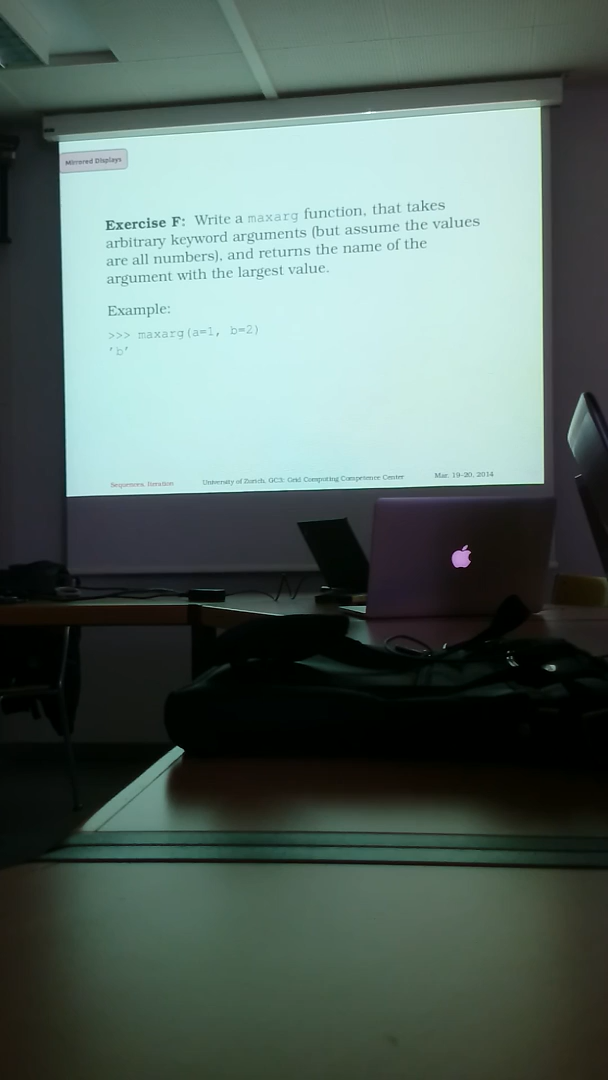 Mirrored Displays
Exercise F: Write a maxarg function, that takes
arbitrary keyword arguments (but assume the values
are all numbers), and returns the name of the
argument with the largest value.
Example:
>>> maxarg(a=1, b=2)
'b'
Sequences, Iteration University of Zurich, GC3: Grid Computing Competence Center Mar. 19–20, 2014